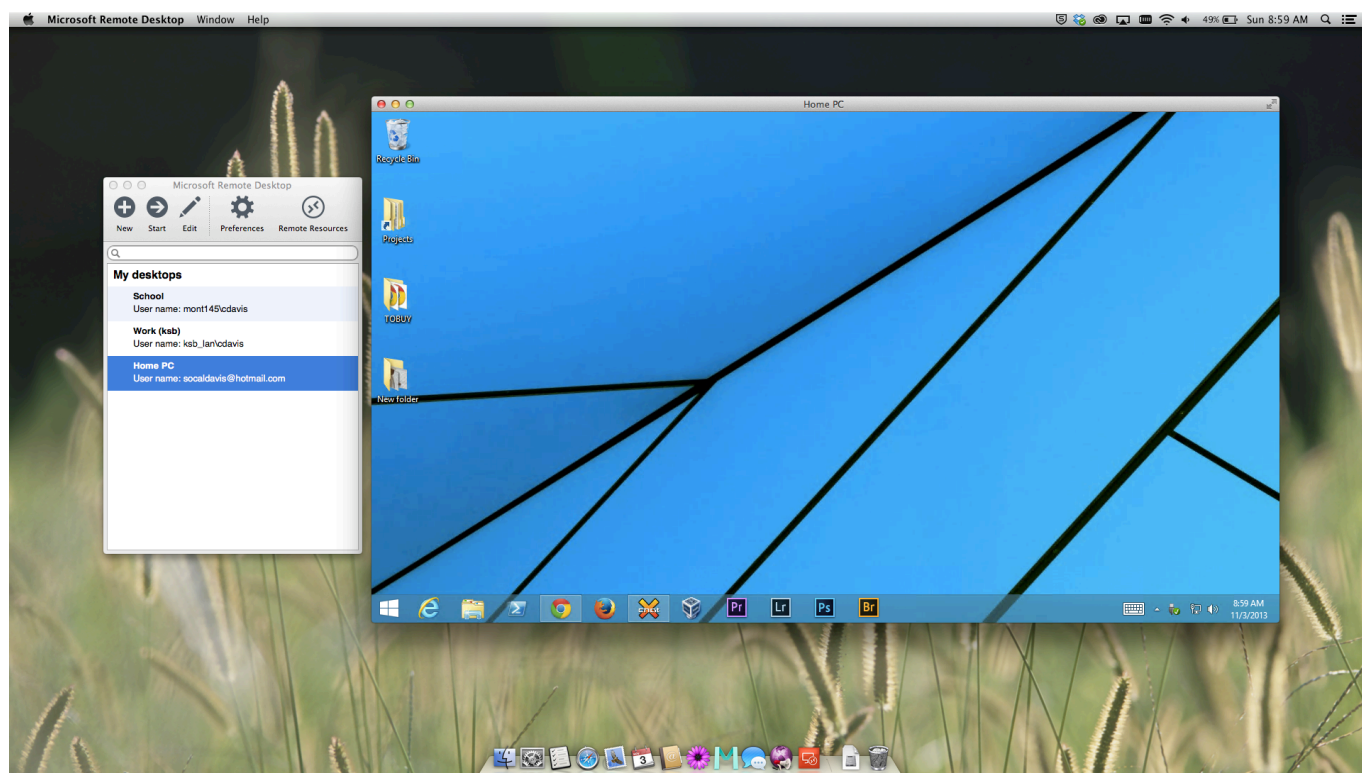 Microsoft Remote Desktop Window Help
49% Sun 8:59 AM
Home PC
Recycle Bin
Projects
TOBUY
New folder
Microsoft Remote Desktop
New Start Edit Preferences Remote Resources
My desktops
School
User name: mont145\cdavis
Work (ksb)
User name: ksb_lan\cdavis
Home PC
User name: socaldavis@hotmail.com
Pr Lr Ps Br
8:59 AM
11/3/2013
3